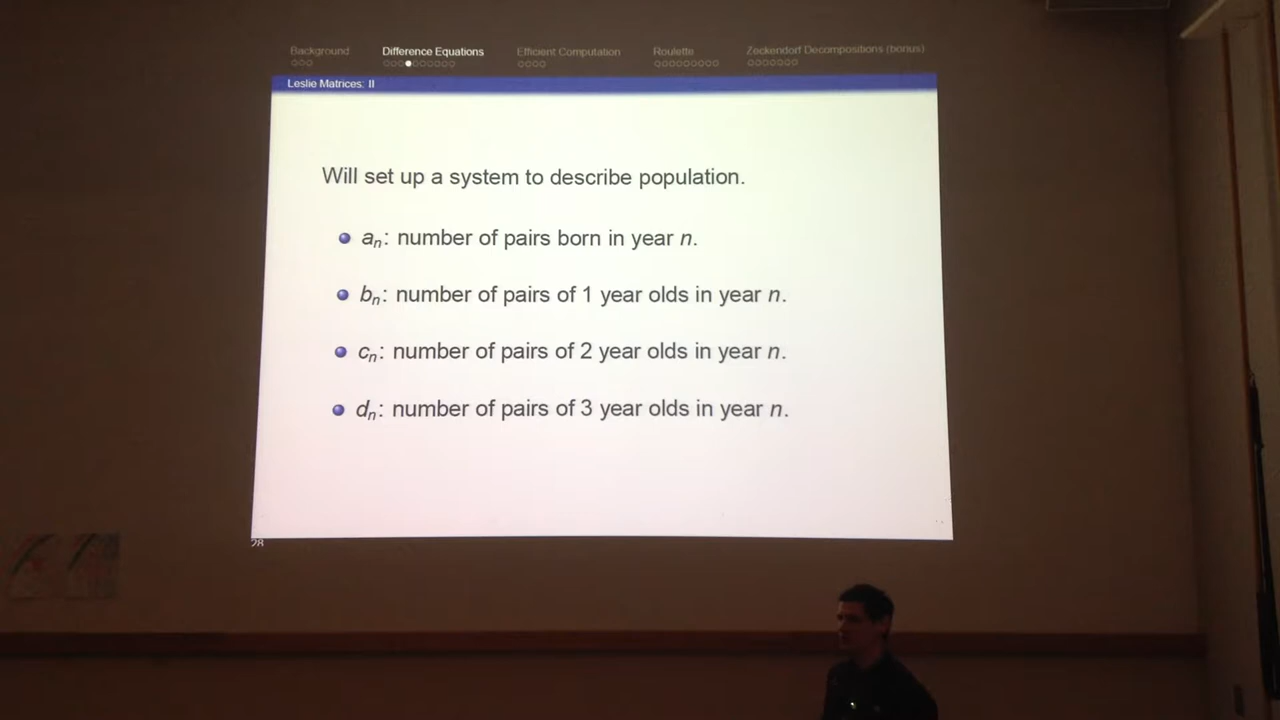 Background Difference Equations Efficient Computation Roulette Zeckendorf Decompositions (bonus)
Leslie Matrices: II
Will set up a system to describe population.
aₙ: number of pairs born in year n.
bₙ: number of pairs of 1 year olds in year n.
cₙ: number of pairs of 2 year olds in year n.
dₙ: number of pairs of 3 year olds in year n.
28